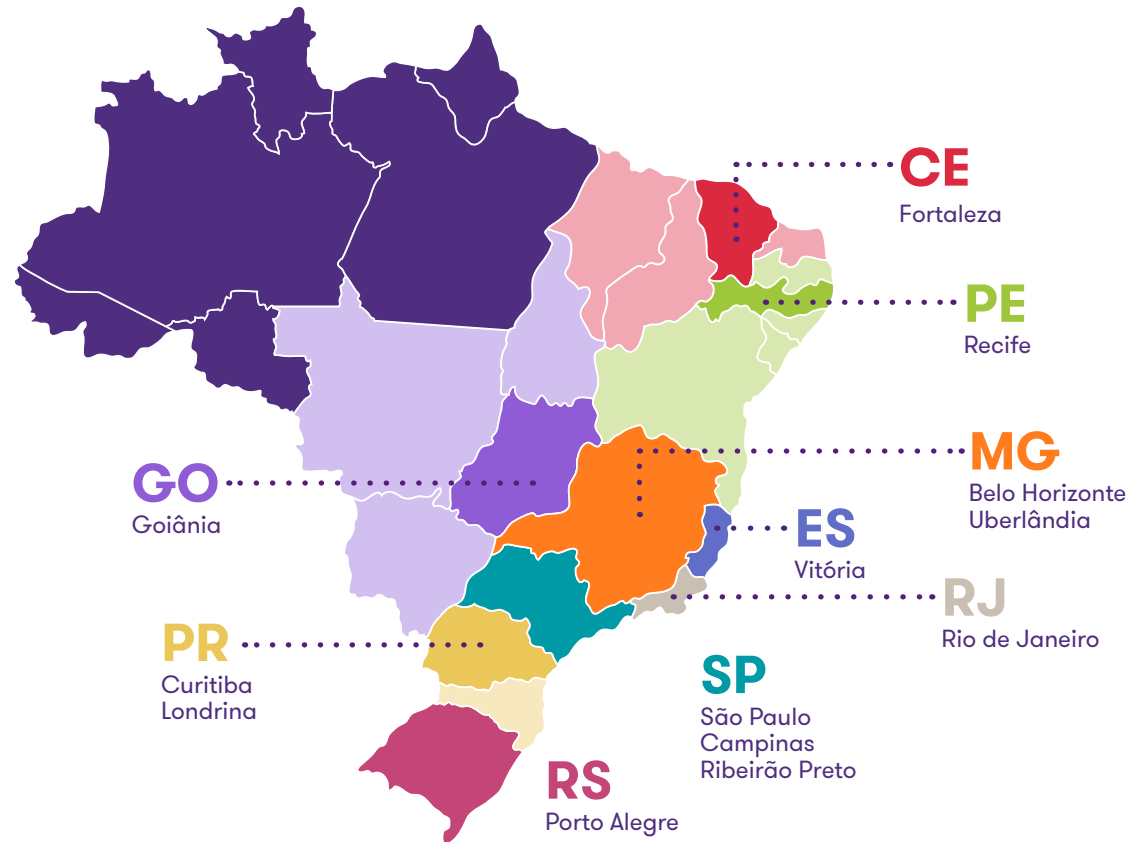 CE
Fortaleza
PE
Recife
MG
Belo Horizonte
Uberlândia
GO
Goiânia
ES
Vitória
RJ
Rio de Janeiro
PR
Curitiba
Londrina
SP
São Paulo
Campinas
Ribeirão Preto
RS
Porto Alegre